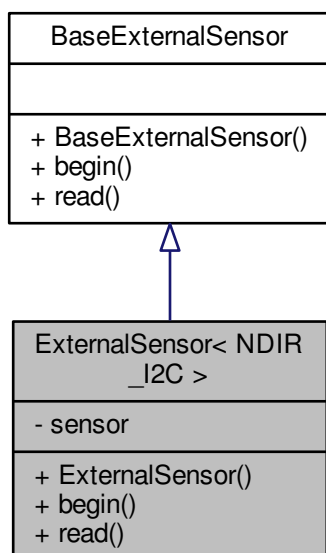 BaseExternalSensor
+ BaseExternalSensor()
+ begin()
+ read()
ExternalSensor< NDIR
_I2C >
- sensor
+ ExternalSensor()
+ begin()
+ read()